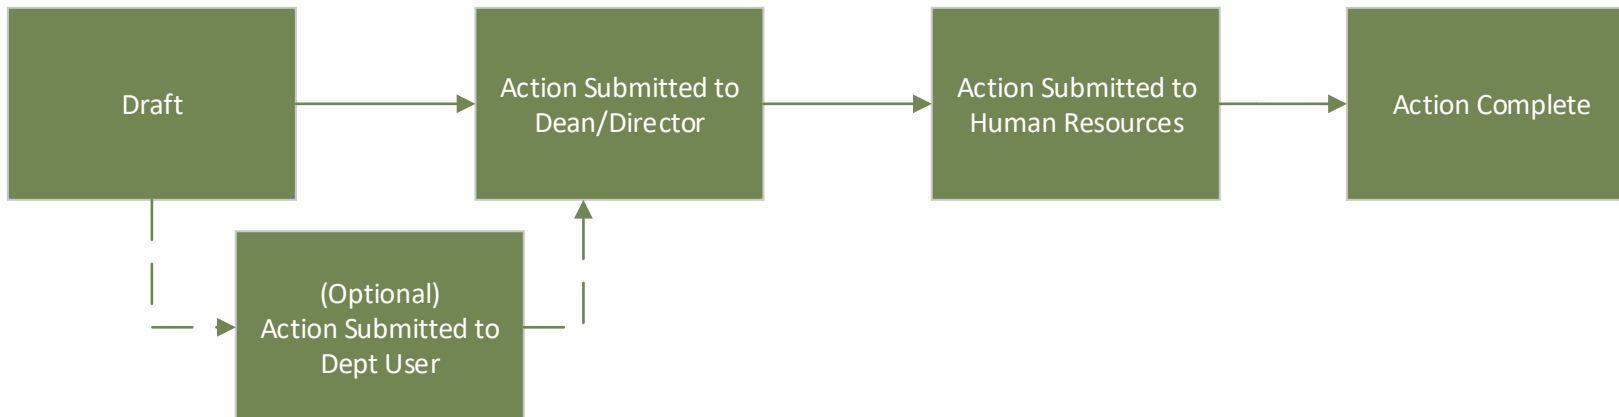 Draft
Action Submitted to
Dean/Director
Action Submitted to
Human Resources
Action Complete
(Optional)
Action Submitted to
Dept User